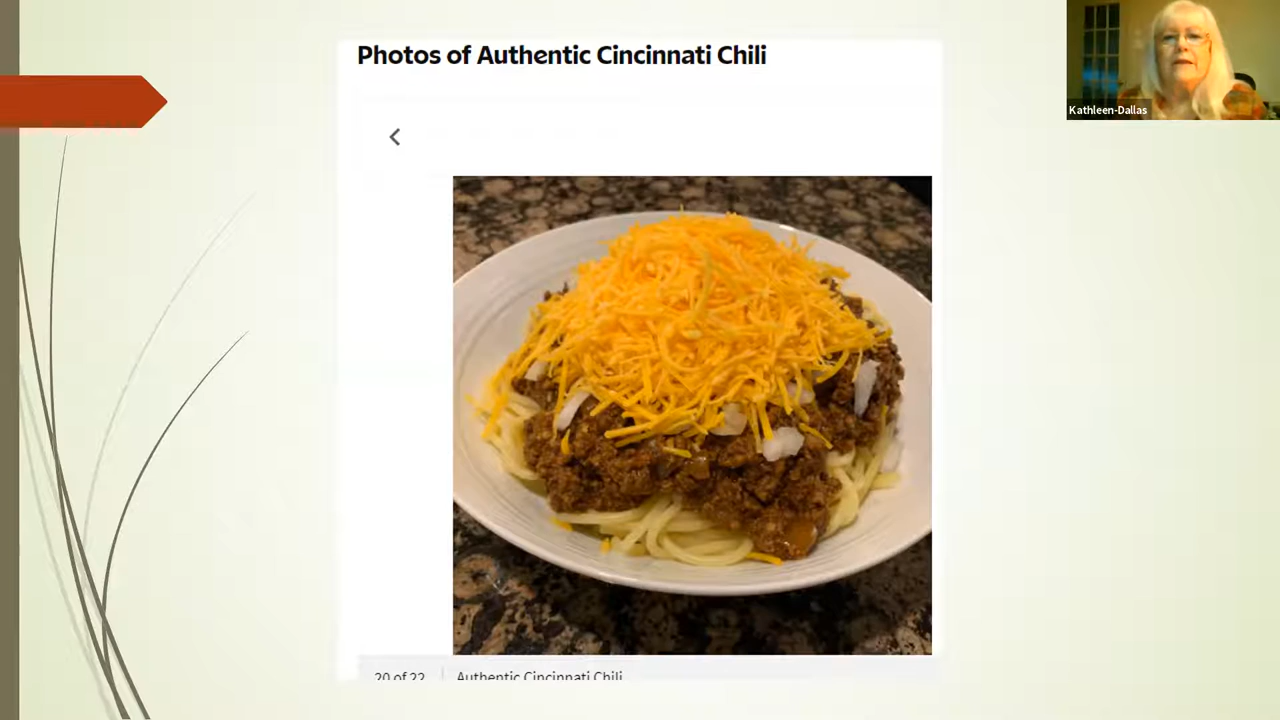 Photos of Authentic Cincinnati Chili
Kathleen-Dallas
20 of 22
Authentic Cincinnati Chili